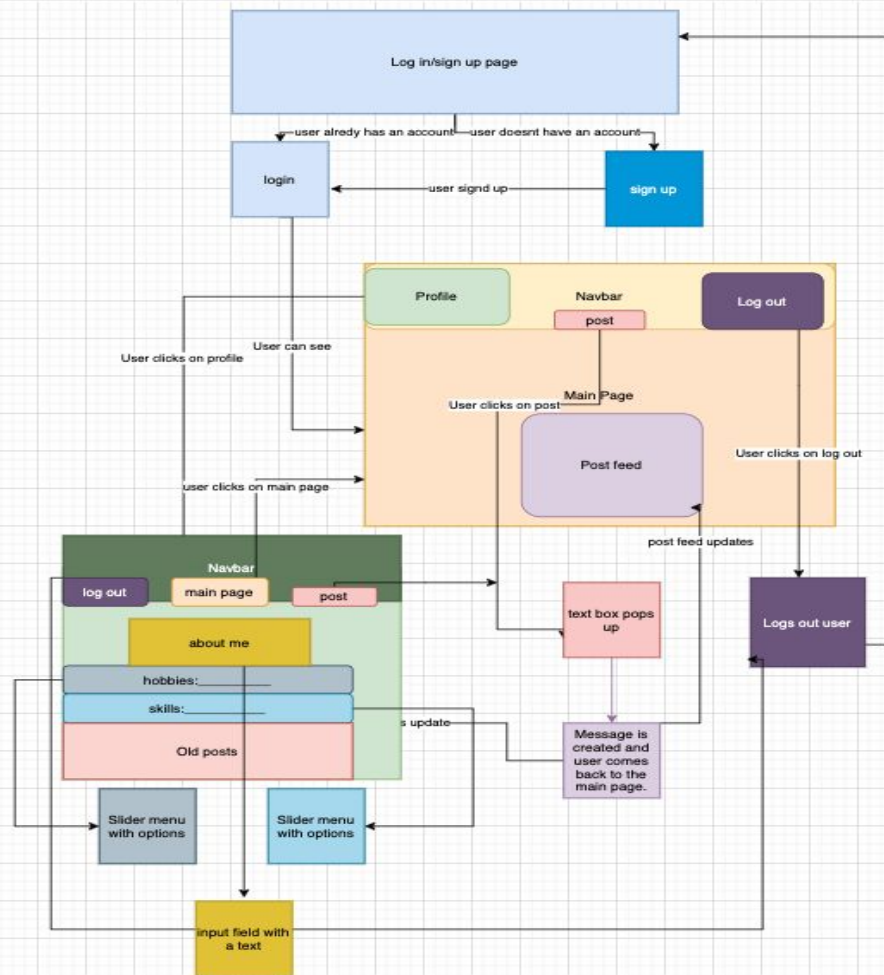 Log in/sign up page
user alredy has an account
user doesnt have an account
login
user signd up
sign up
Profile
Navbar
Log out
post
User can see
User clicks on profile
Main Page
User clicks on post
Post feed
User clicks on log out
user clicks on main page
post feed updates
Navbar
log out
main page
post
text box pops
up
Logs out user
about me
hobbies:___________
skills:____________
s update
Old posts
Message is
created and
user comes
back to the
main page.
Slider menu
with options
Slider menu
with options
input field with
a text